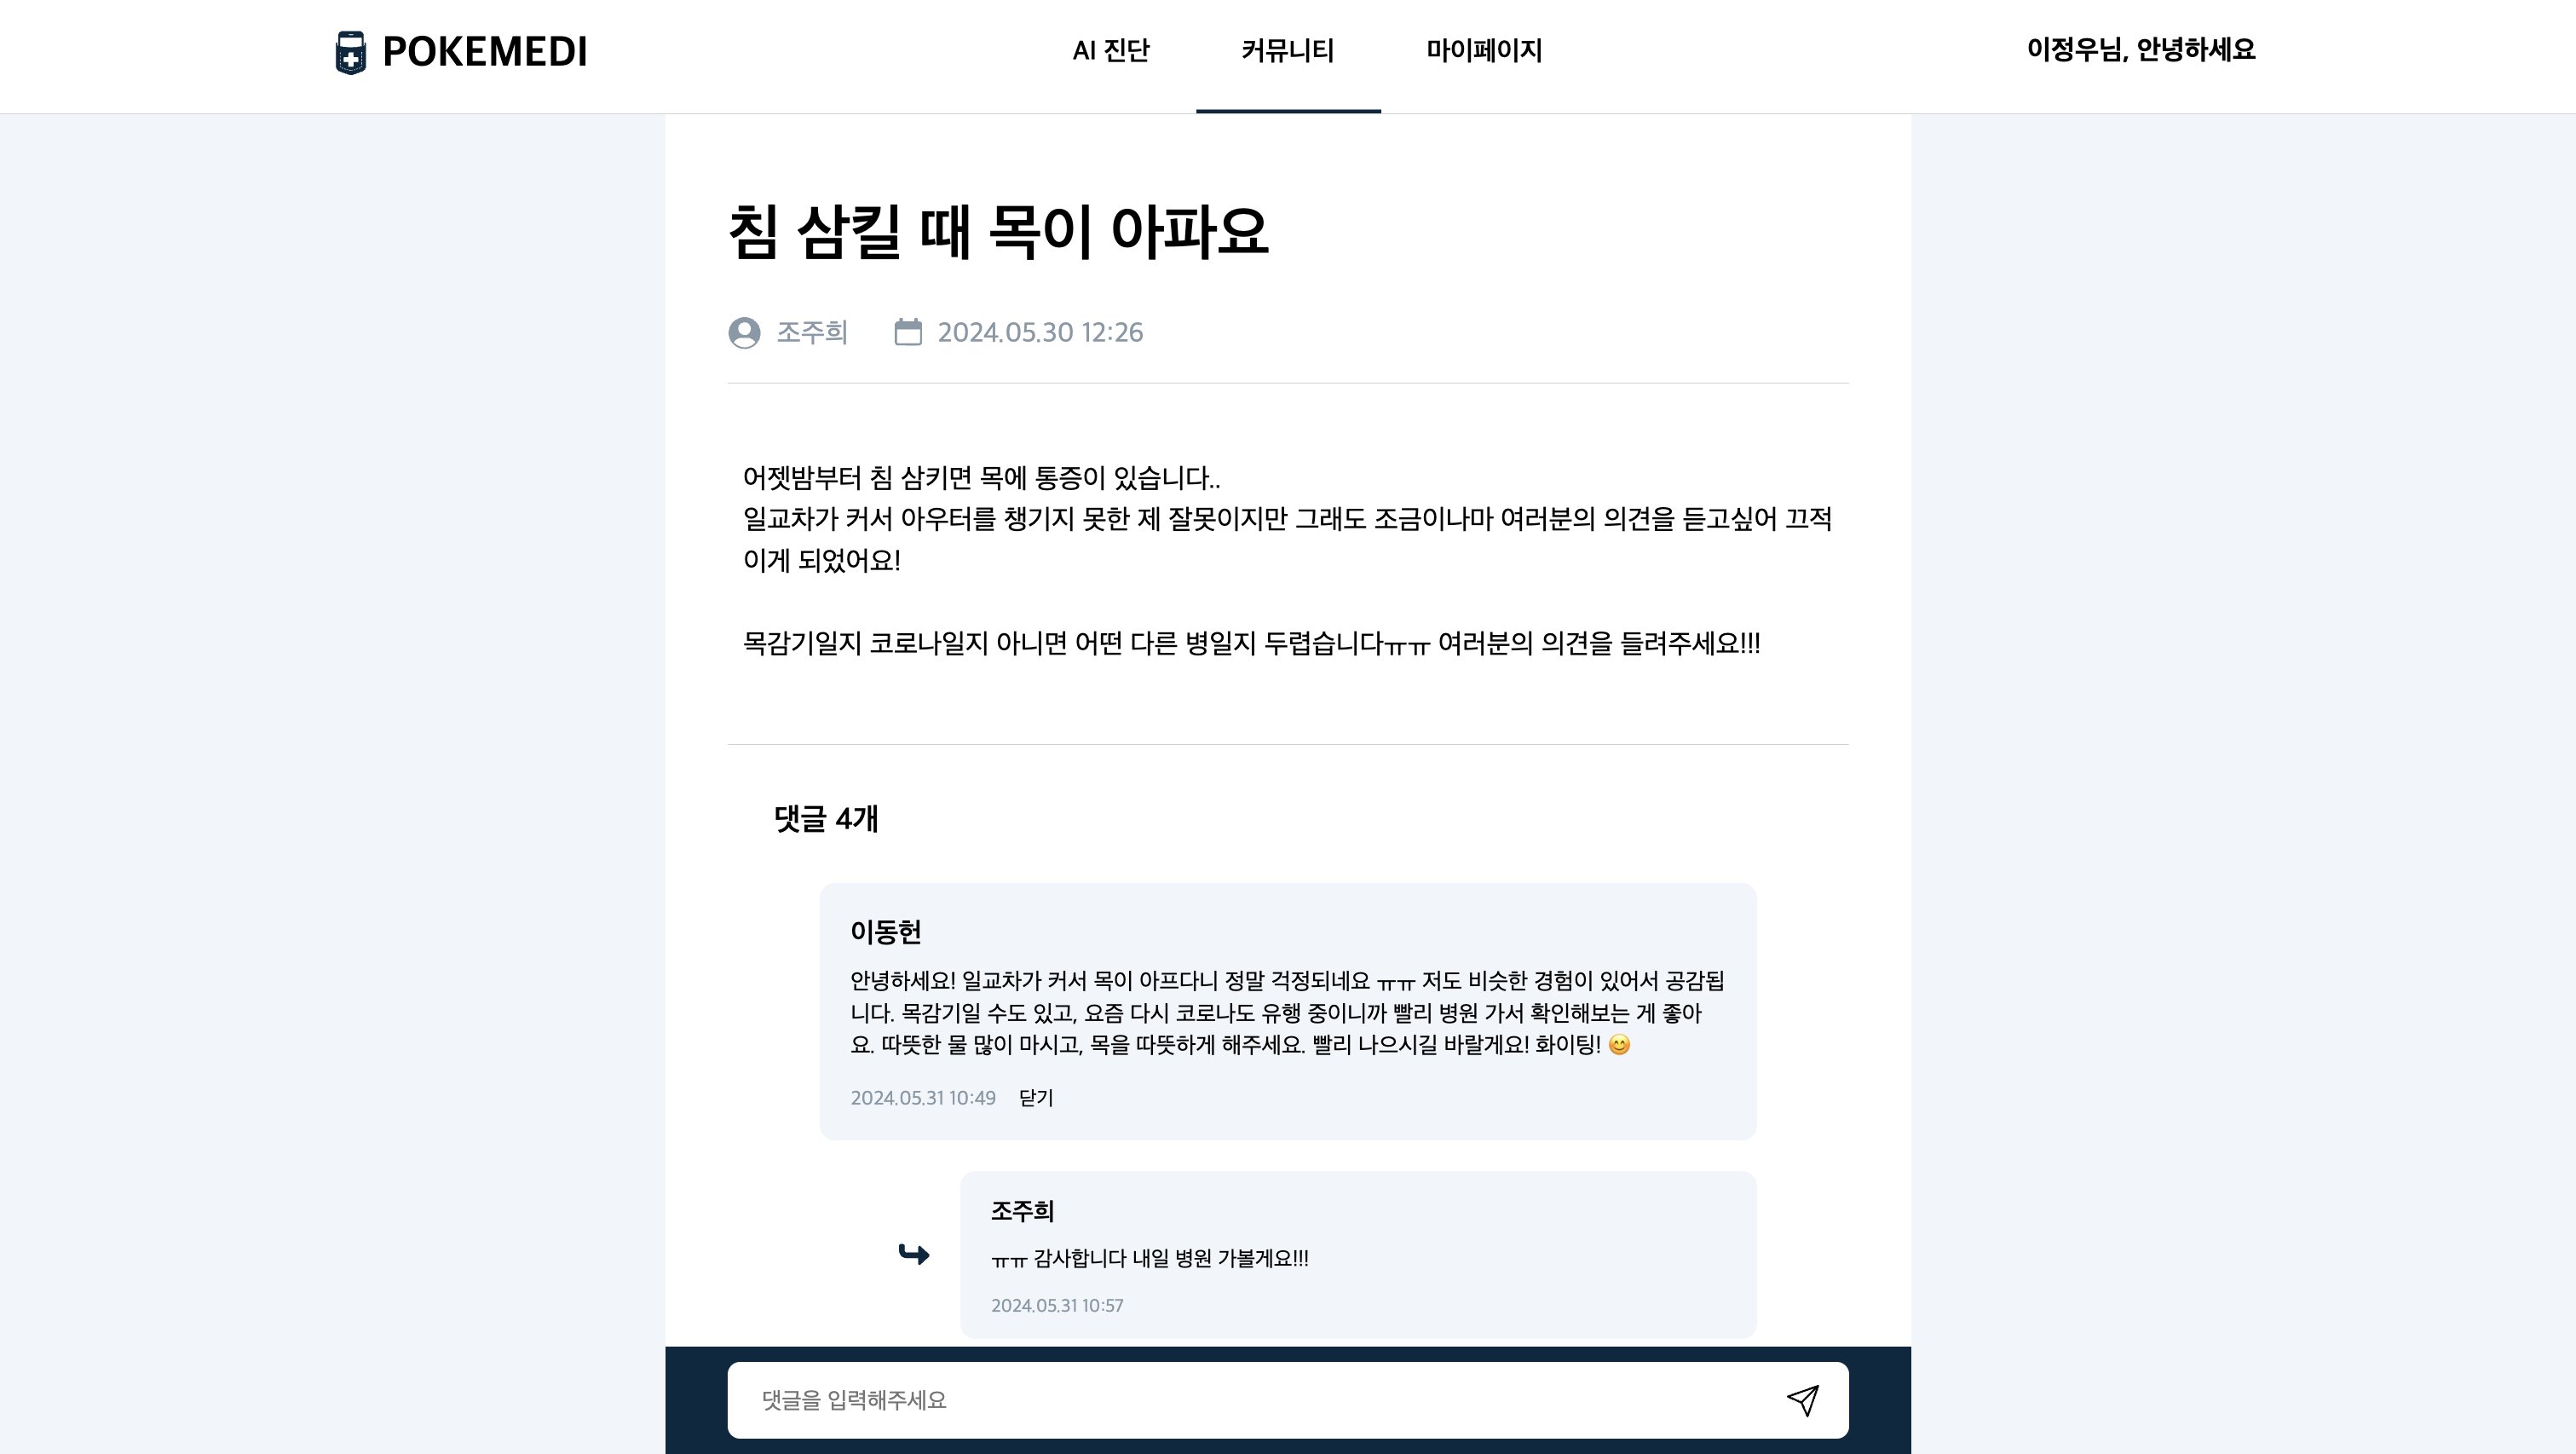 POKEMEDI
AI 진단
커뮤니티
마이페이지
이정우님, 안녕하세요
침 삼킬 때 목이 아파요
조주희
2024.05.30 12:26
어젯밤부터 침 삼키면 목에 통증이 있습니다..
일교차가 커서 아우터를 챙기지 못한 제 잘못이지만 그래도 조금이나마 여러분의 의견을 듣고싶어 끄적
이게 되었어요!
목감기일지 코로나일지 아니면 어떤 다른 병일지 두렵습니다ㅠㅠ 여러분의 의견을 들려주세요!!!
댓글 4개
이동헌
안녕하세요! 일교차가 커서 목이 아프다니 정말 걱정되네요 ㅠㅠ 저도 비슷한 경험이 있어서 공감됩
니다. 목감기일 수도 있고, 요즘 다시 코로나도 유행 중이니까 빨리 병원 가서 확인해보는 게 좋아
요. 따뜻한 물 많이 마시고, 목을 따뜻하게 해주세요. 빨리 나으시길 바랄게요! 화이팅! 😊
2024.05.31 10:49
닫기
조주희
ㅠㅠ 감사합니다 내일 병원 가볼게요!!!
2024.05.31 10:57
댓글을 입력해주세요